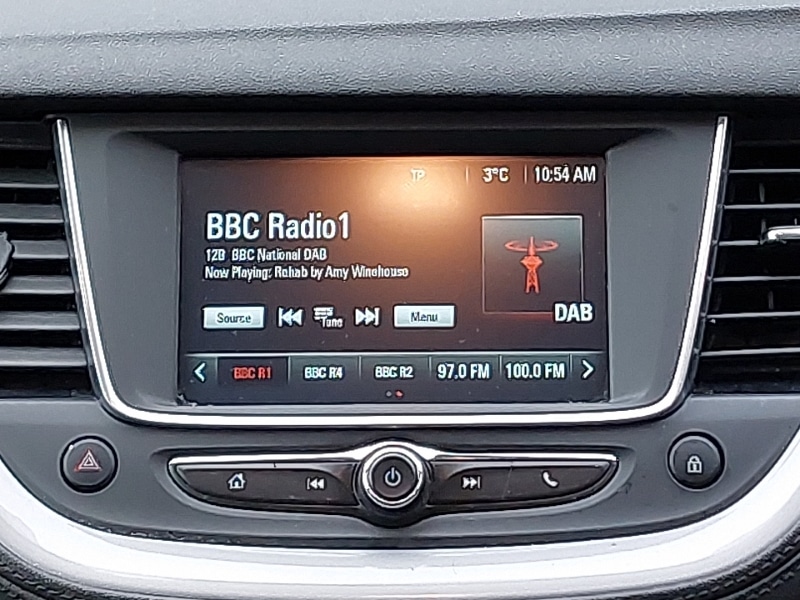 TP 3°C 10:54 AM
BBC Radio1
12B BBC National DAB
Now Playing: Rehab by Amy Winehouse
DAB
Source Tune Menu
BBC R1 BBC R4 BBC R2 97.0 FM 100.0 FM